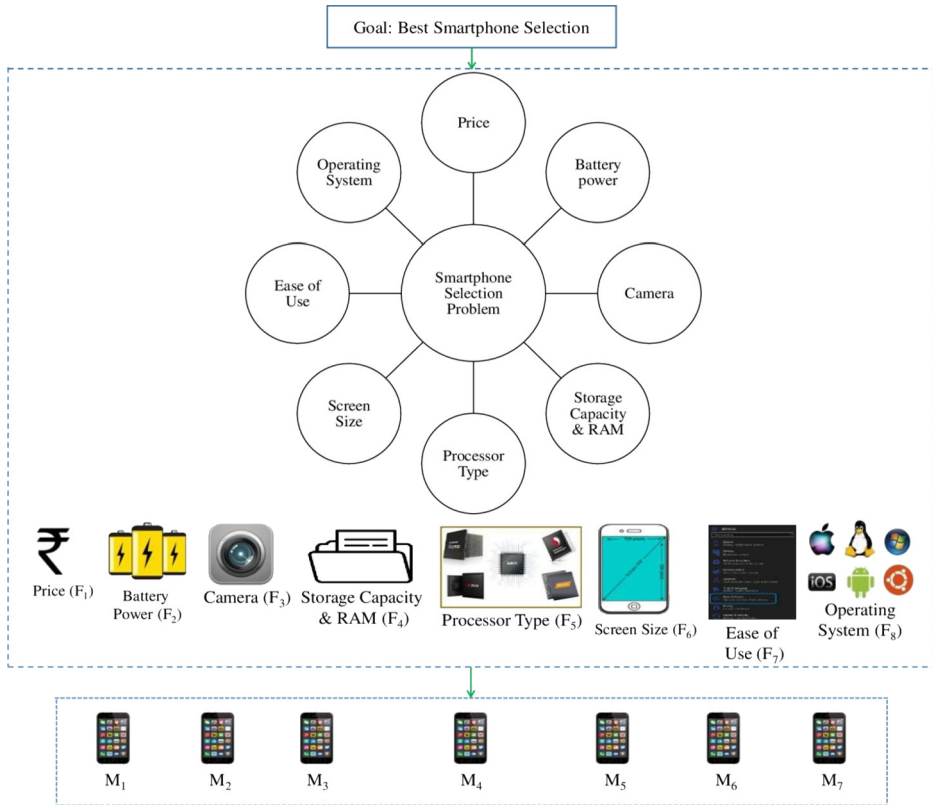 Goal: Best Smartphone Selection
Price
Operating
System
Battery
power
Ease of
Use
Smartphone
Selection
Problem
Camera
Screen
Size
Storage
Capacity
& RAM
Processor
Type
Price (F₁)
Battery
Power (F₂)
Camera (F₃)
Storage Capacity
& RAM (F₄)
Processor Type (F₅)
Screen Size (F₆)
Ease of
Use (F₇)
iOS
Operating
System (F₈)
M₁
M₂
M₃
M₄
M₅
M₆
M₇